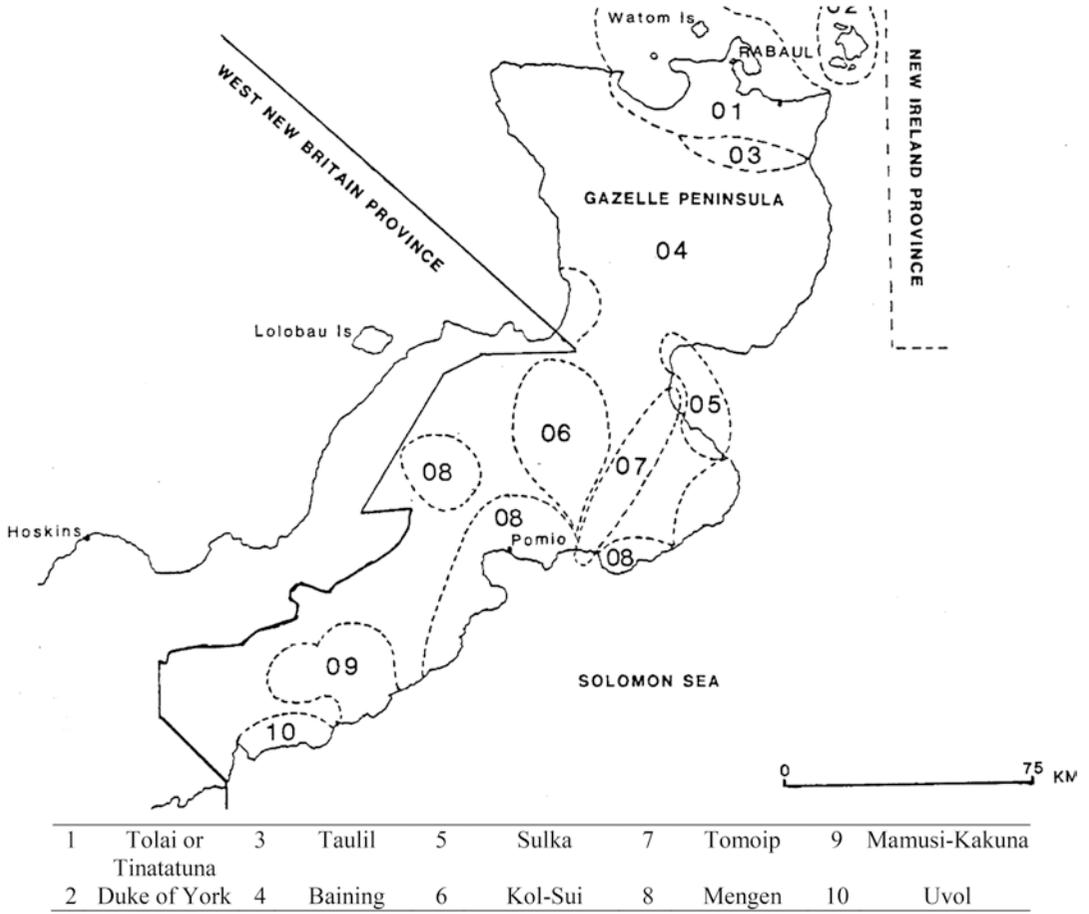 02
Watom Is
RABAUL
NEW IRELAND PROVINCE
WEST NEW BRITAIN PROVINCE
01
03
GAZELLE PENINSULA
04
Lolobau Is
05
06
07
08
08
Hoskins
Pomio
08
09
SOLOMON SEA
10
0 75 KM
1 Tolai or Tinatatuna 3 Taulil 5 Sulka 7 Tomoip 9 Mamusi-Kakuna
2 Duke of York 4 Baining 6 Kol-Sui 8 Mengen 10 Uvol